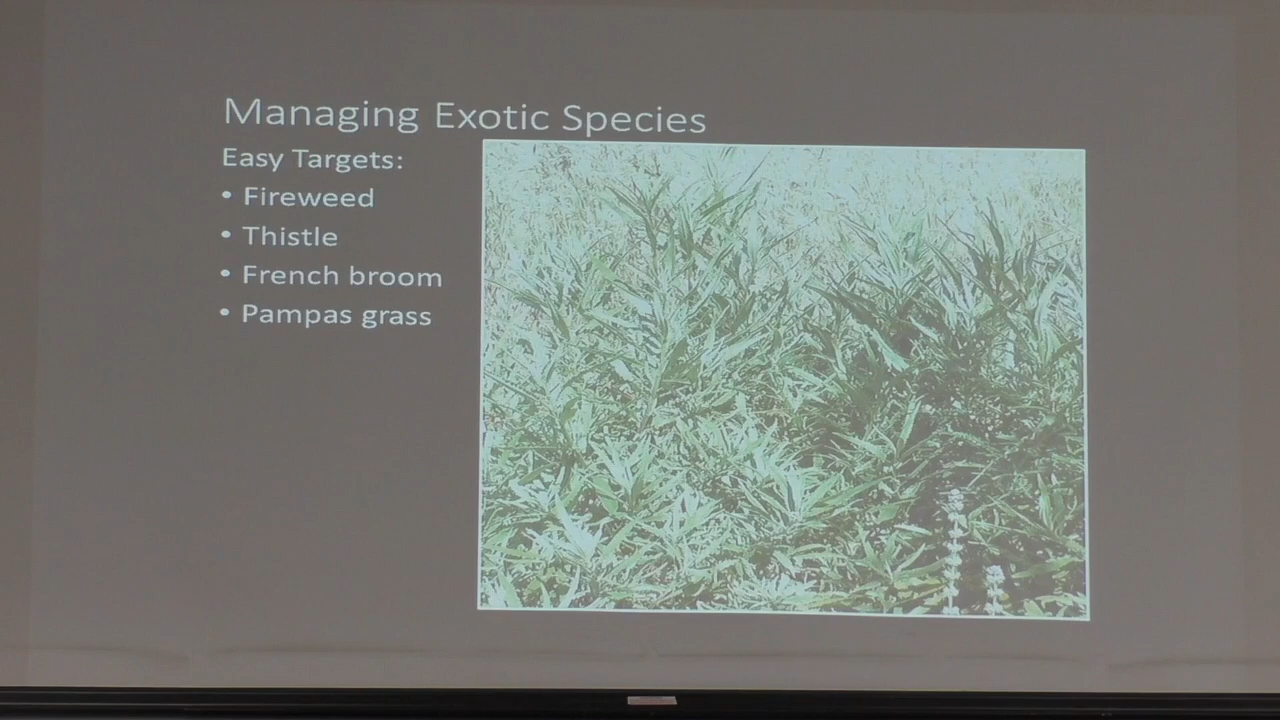 Managing Exotic Species
Easy Targets:
• Fireweed
• Thistle
• French broom
• Pampas grass